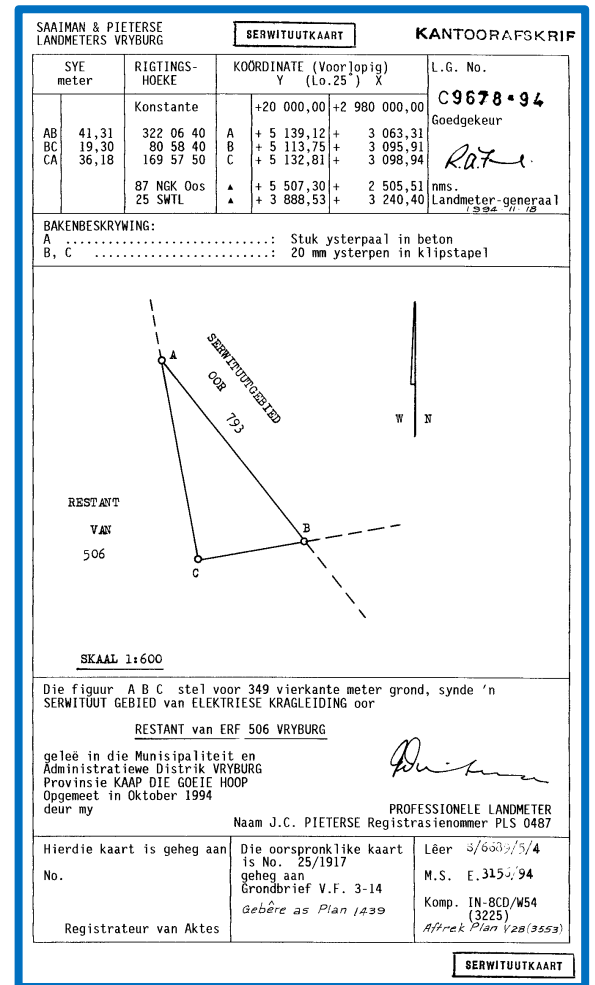 SAAIMAN & PIETERSE
LANDMETERS VRYBURG
SERWITUUTKAART
KANTOORAFSKRIF
SYE
meter
RIGTINGS-
HOEKE
KOÖRDINATE (Voorlopig)
Y (Lo.25°) X
L.G. No.
C9678-94
Goedgekeur
nms.
Landmeter-generaal
1994-11-18
Konstante +20 000,00 +2 980 000,00
AB 41,31 322 06 40 A + 5 139,12 + 3 063,31
BC 19,30 80 58 40 B + 5 113,75 + 3 095,91
CA 36,18 169 57 50 C + 5 132,81 + 3 098,94
87 NGK Oos ▲ + 5 507,30 + 2 505,51
25 SWTL ▲ + 3 888,53 + 3 240,40
BAKENBESKRYWING:
A ..........................: Stuk ysterpaal in beton
B, C .......................: 20 mm ysterpen in klipstapel
A
SERWITUUTGEBIED
OOR
793
W N
RESTANT
VAN
506
B
C
SKAAL 1:600
Die figuur A B C stel voor 349 vierkante meter grond, synde 'n
SERWITUUT GEBIED van ELEKTRIESE KRAGLEIDING oor
RESTANT van ERF 506 VRYBURG
geleë in die Munisipaliteit en
Administratiewe Distrik VRYBURG
Provinsie KAAP DIE GOEIE HOOP
Opgemeet in Oktober 1994
deur my
PROFESSIONELE LANDMETER
Naam J.C. PIETERSE Registrasienommer PLS 0487
Hierdie kaart is geheg aan
No.
Registrateur van Aktes
Die oorspronklike kaart
is No. 25/1917
geheg aan
Grondbrief V.F. 3-14
Gebêre as Plan 1439
Lêer S/6689/5/4
M.S. E.3156/94
Komp. IN-8CD/W54
(3225)
Aftrek Plan V28(3553)
SERWITUUTKAART